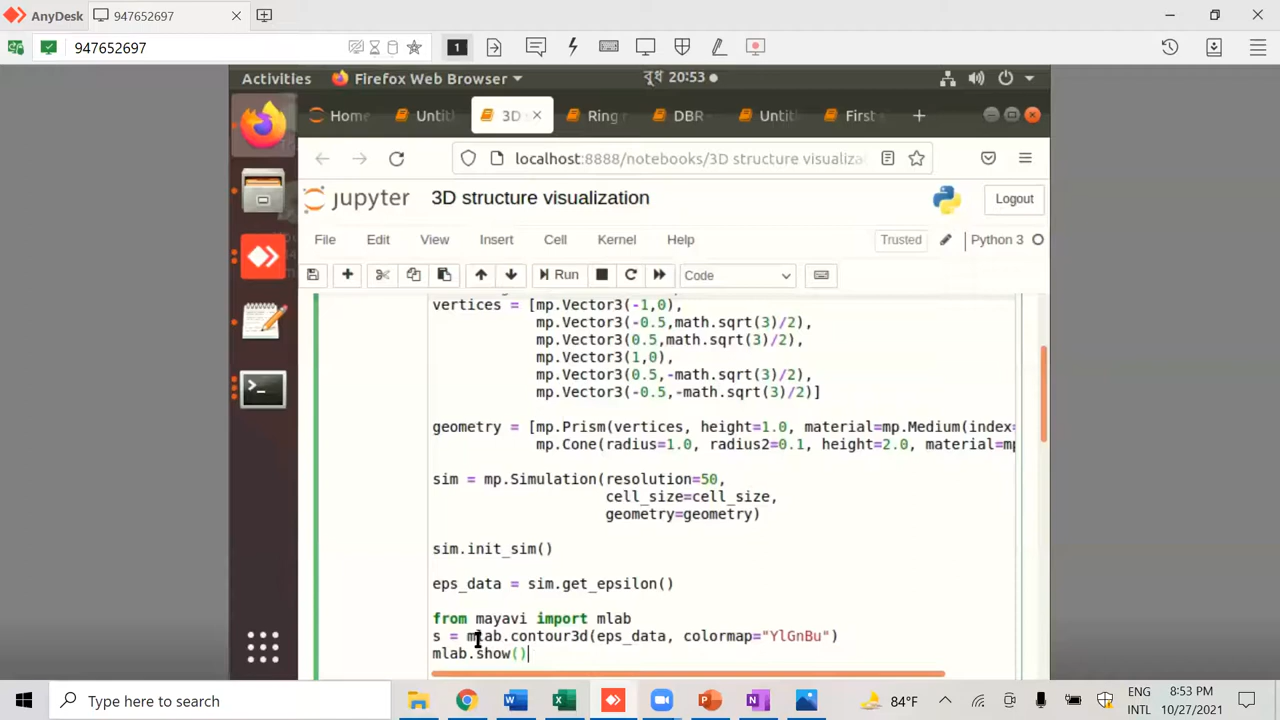 AnyDesk 947652697
947652697 1
Activities Firefox Web Browser বুধ 20:53
Home Untitl 3D Ring r DBR Untitl First s
localhost:8888/notebooks/3D structure visualiza
jupyter 3D structure visualization Logout
File Edit View Insert Cell Kernel Help Trusted Python 3
Run Code
vertices = [mp.Vector3(-1,0),
mp.Vector3(-0.5,math.sqrt(3)/2),
mp.Vector3(0.5,math.sqrt(3)/2),
mp.Vector3(1,0),
mp.Vector3(0.5,-math.sqrt(3)/2),
mp.Vector3(-0.5,-math.sqrt(3)/2)]
geometry = [mp.Prism(vertices, height=1.0, material=mp.Medium(index=
mp.Cone(radius=1.0, radius2=0.1, height=2.0, material=mp
sim = mp.Simulation(resolution=50,
cell_size=cell_size,
geometry=geometry)
sim.init_sim()
eps_data = sim.get_epsilon()
from mayavi import mlab
s = mlab.contour3d(eps_data, colormap="YlGnBu")
mlab.show()
Type here to search 84°F ENG INTL 8:53 PM 10/27/2021